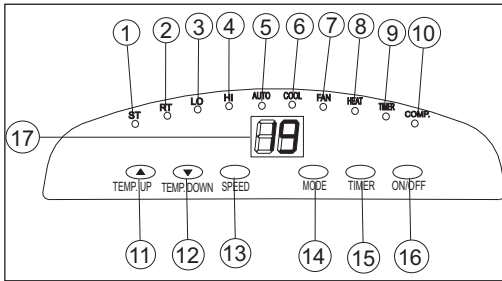 1 2 3 4 5 6 7 8 9 10
ST RT LO HI AUTO COOL FAN HEAT TIMER COMP.
17
19
TEMP. UP TEMP.DOWN SPEED MODE TIMER ON/OFF
11 12 13 14 15 16